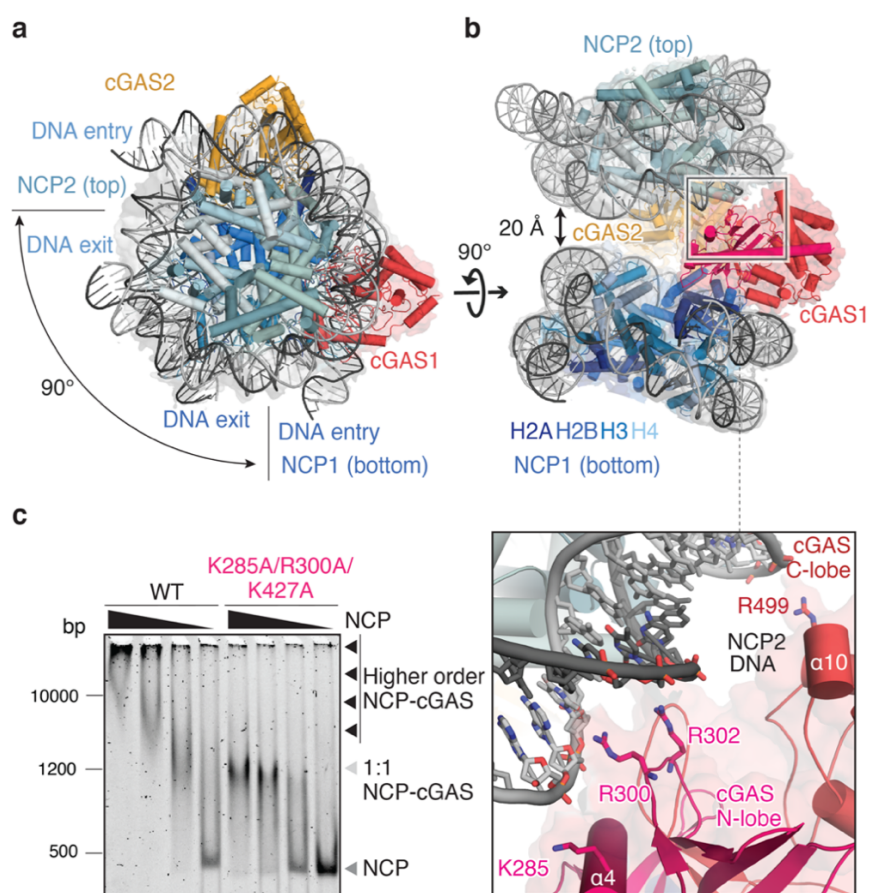 a
cGAS2
DNA entry
NCP2 (top)
DNA exit
90°
cGAS1
DNA exit
DNA entry
NCP1 (bottom)
b
NCP2 (top)
20 Å
cGAS2
90°
cGAS1
H2A H2B H3 H4
NCP1 (bottom)
c
K285A/R300A/
WT
K427A
bp
NCP
Higher order
NCP-cGAS
10000
1200
1:1
NCP-cGAS
500
NCP
cGAS
C-lobe
R499
NCP2
DNA
α10
R302
R300
cGAS
N-lobe
K285
α4